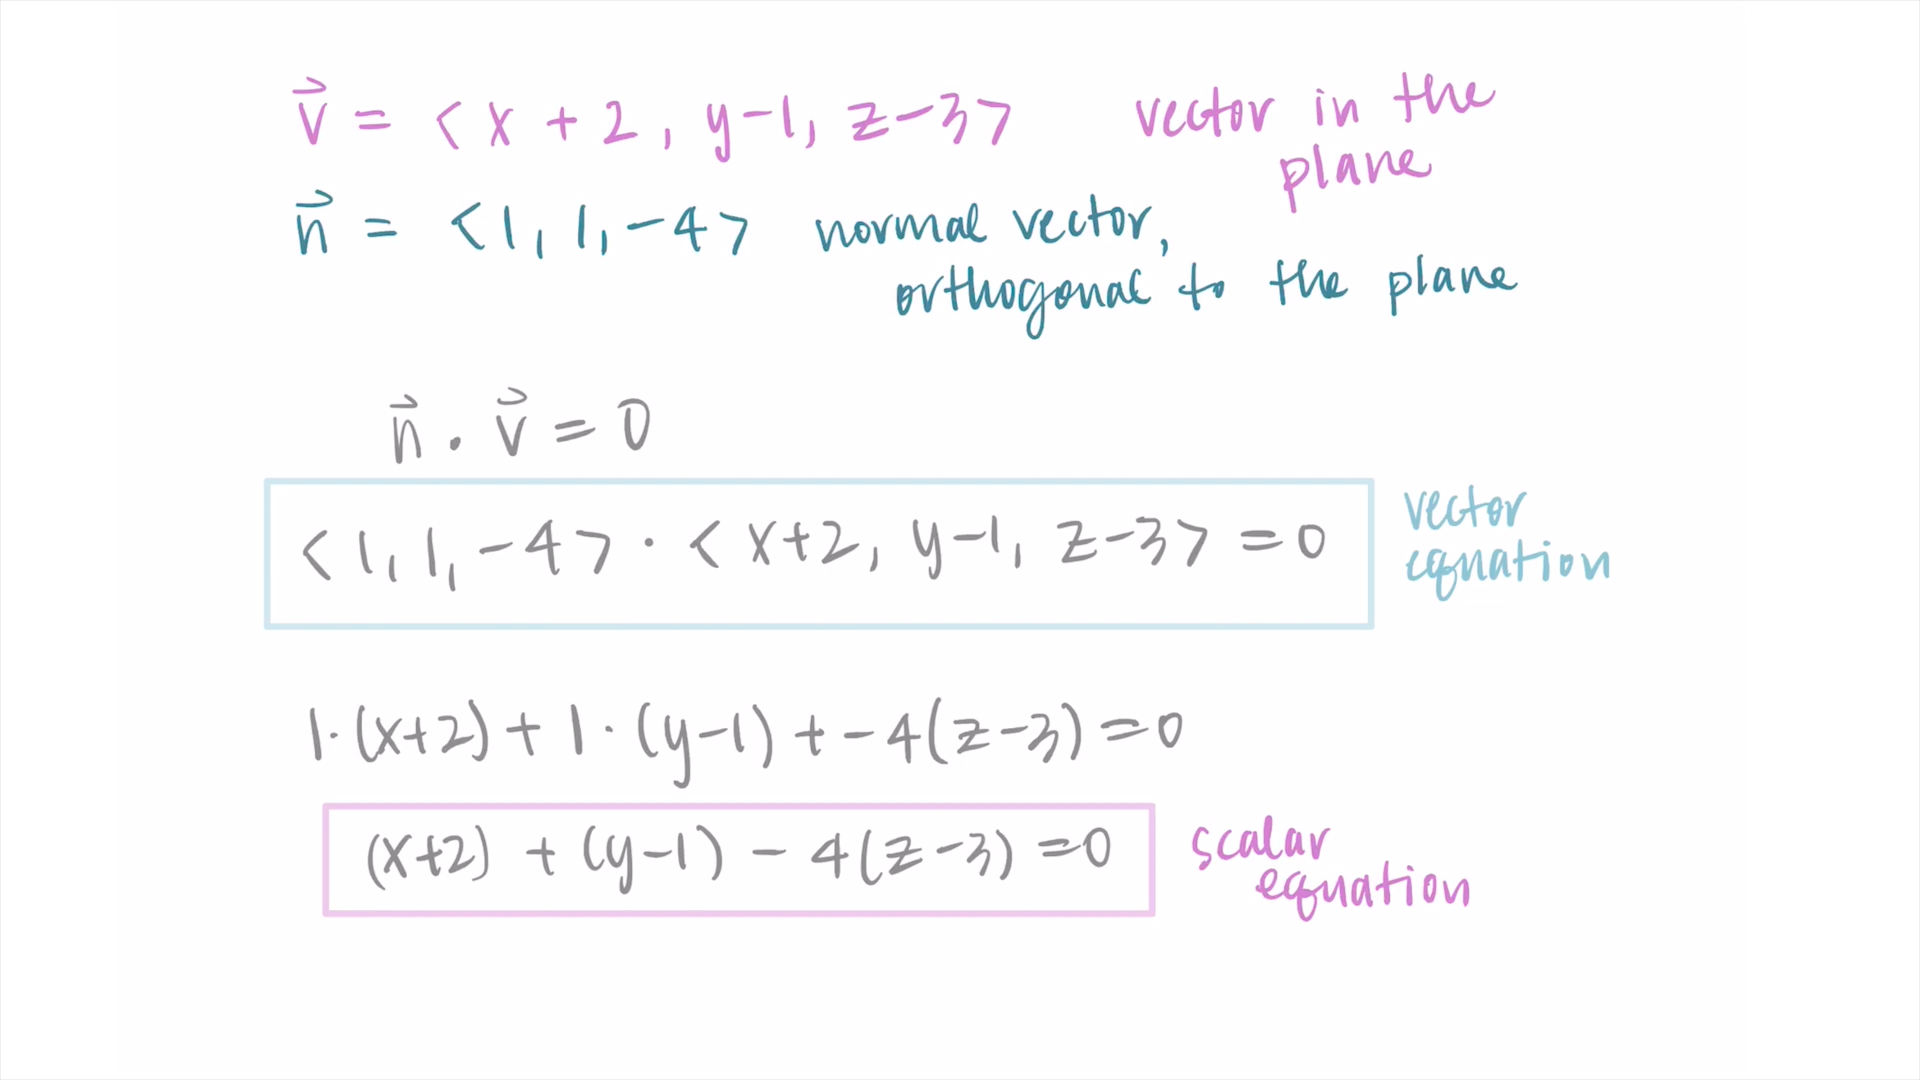 v⃗ = < x + 2, y-1, z-3> vector in the
plane
n⃗ = <1, 1, -4> normal vector,
orthogonal to the plane
n⃗ · v⃗ = 0
<1, 1, -4> · < x+2, y-1, z-3> = 0 vector
equation
1·(x+2) + 1·(y-1) + -4(z-3) = 0
(x+2) + (y-1) - 4(z-3) = 0 scalar
equation